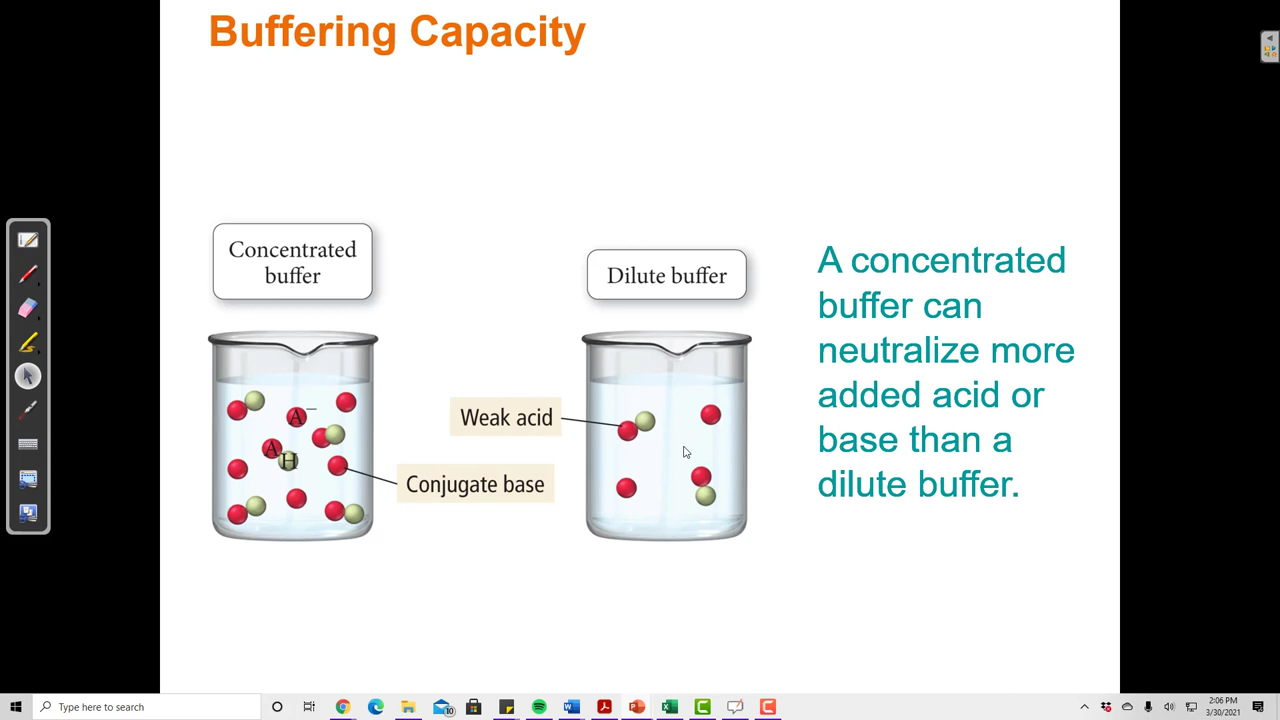 Buffering Capacity
Concentrated
buffer
Dilute buffer
A⁻
A
H
Weak acid
Conjugate base
A concentrated
buffer can
neutralize more
added acid or
base than a
dilute buffer.
Type here to search
10
2:06 PM
3/30/2021